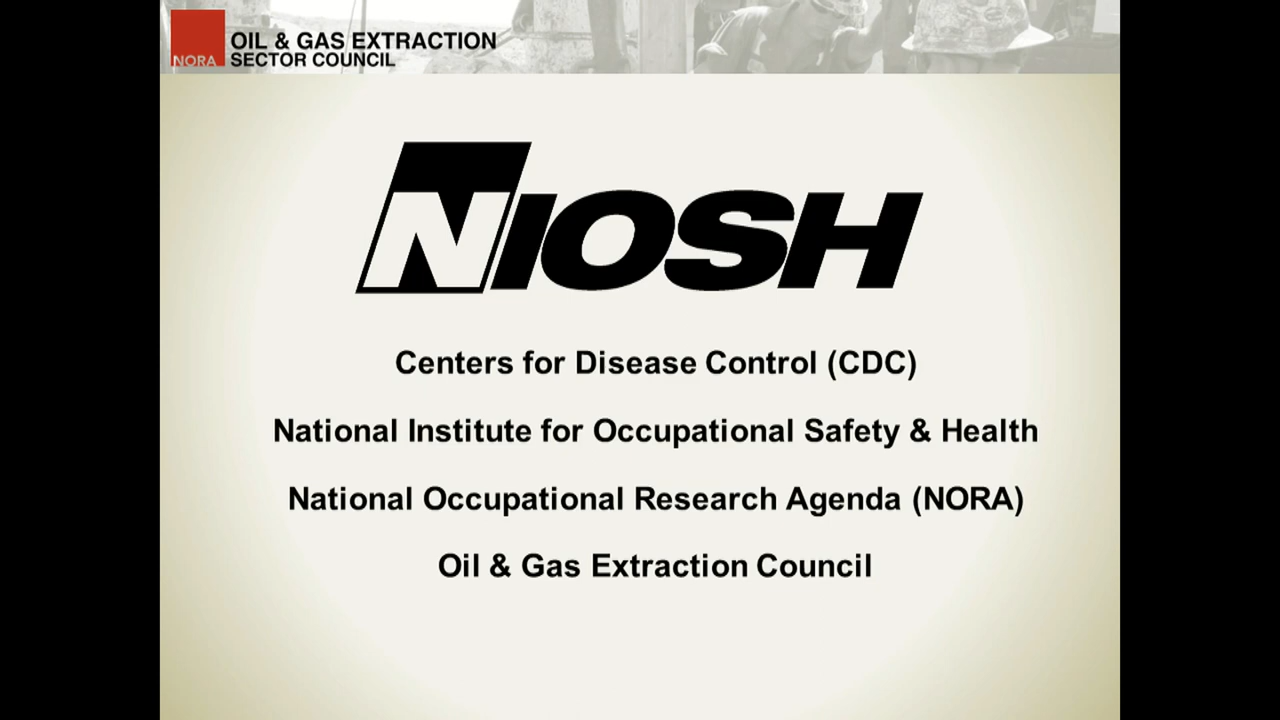 NORA
OIL & GAS EXTRACTION
SECTOR COUNCIL
NIOSH
Centers for Disease Control (CDC)
National Institute for Occupational Safety & Health
National Occupational Research Agenda (NORA)
Oil & Gas Extraction Council